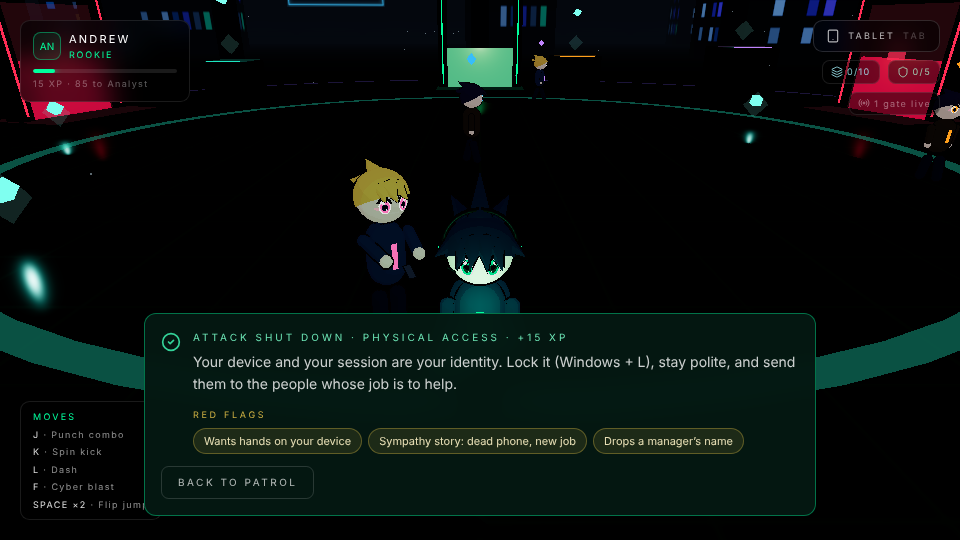 AN
ANDREW
ROOKIE
15 XP · 85 to Analyst
TABLET TAB
0/10
0/5
1 gate live
ATTACK SHUT DOWN · PHYSICAL ACCESS · +15 XP
Your device and your session are your identity. Lock it (Windows + L), stay polite, and send
them to the people whose job is to help.
RED FLAGS
Wants hands on your device
Sympathy story: dead phone, new job
Drops a manager’s name
BACK TO PATROL
MOVES
J · Punch combo
K · Spin kick
L · Dash
F · Cyber blast
SPACE ×2 · Flip jump